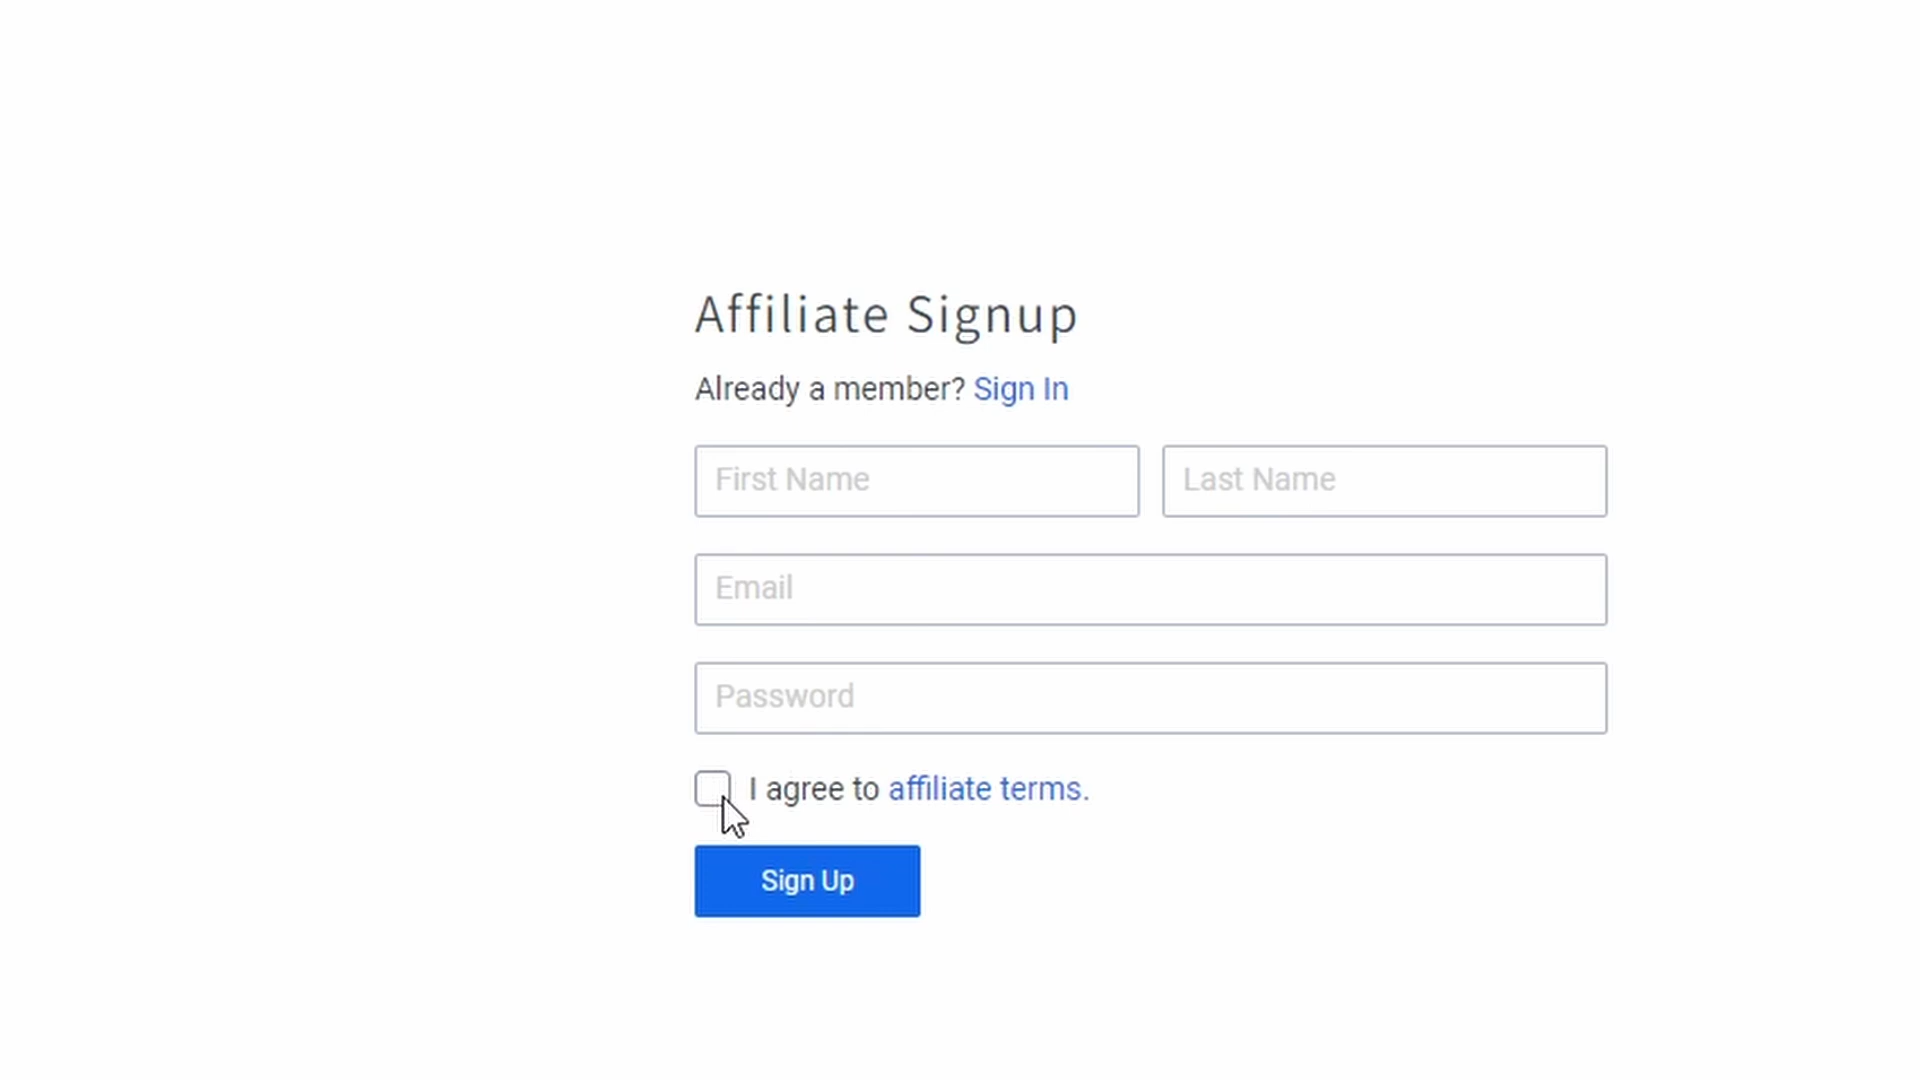 Affiliate Signup
Already a member? Sign In
First Name Last Name
Email
Password
I agree to affiliate terms.
Sign Up